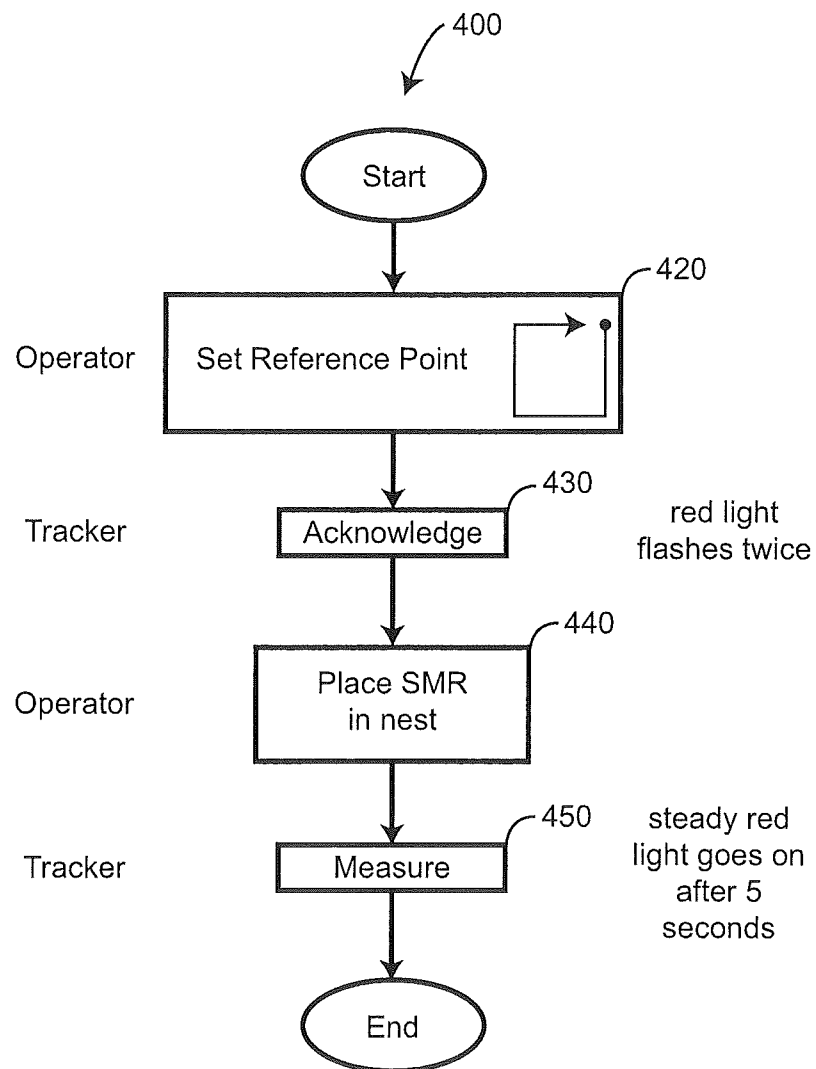 400
Start
420
Operator
Set Reference Point
430
Tracker
Acknowledge
red light
flashes twice
440
Operator
Place SMR
in nest
450
Tracker
Measure
steady red
light goes on
after 5
seconds
End